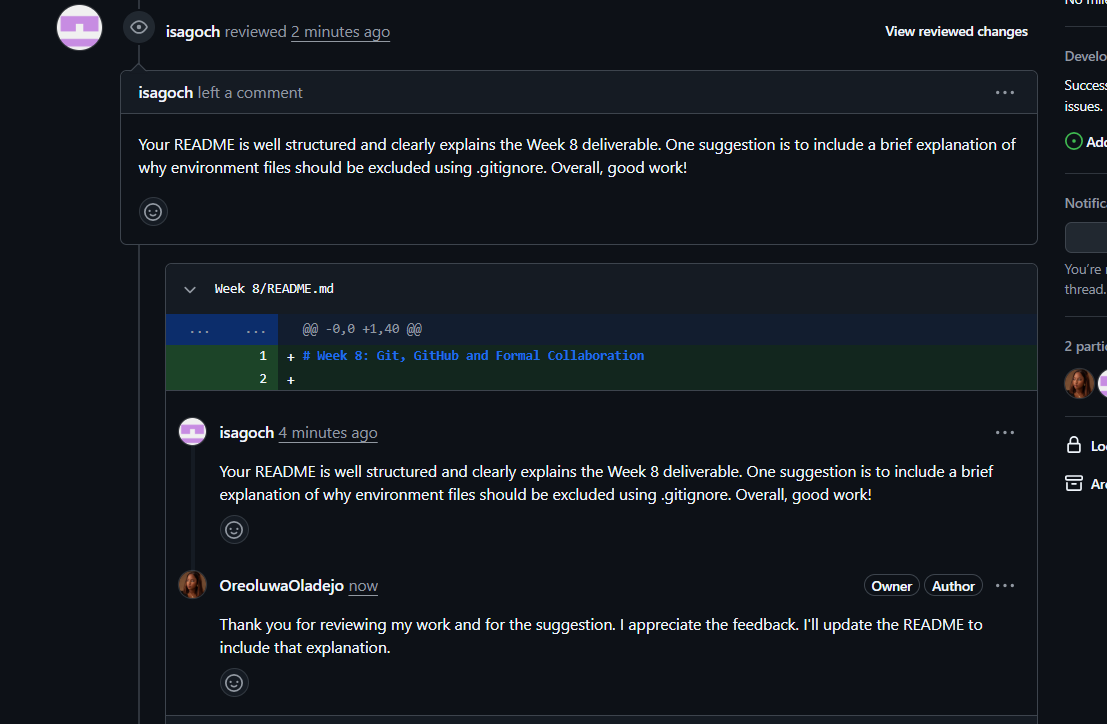 No mile
isagoch reviewed 2 minutes ago
View reviewed changes
isagoch left a comment
Your README is well structured and clearly explains the Week 8 deliverable. One suggestion is to include a brief explanation of
why environment files should be excluded using .gitignore. Overall, good work!
Week 8/README.md
... ... @@ -0,0 +1,40 @@
1 + # Week 8: Git, GitHub and Formal Collaboration
2 +
isagoch 4 minutes ago
Your README is well structured and clearly explains the Week 8 deliverable. One suggestion is to include a brief
explanation of why environment files should be excluded using .gitignore. Overall, good work!
OreoluwaOladejo now
Owner Author
Thank you for reviewing my work and for the suggestion. I appreciate the feedback. I'll update the README to
include that explanation.
Develo
Success
issues.
Add
Notifica
You're
thread.
2 partic
Lo
Ar